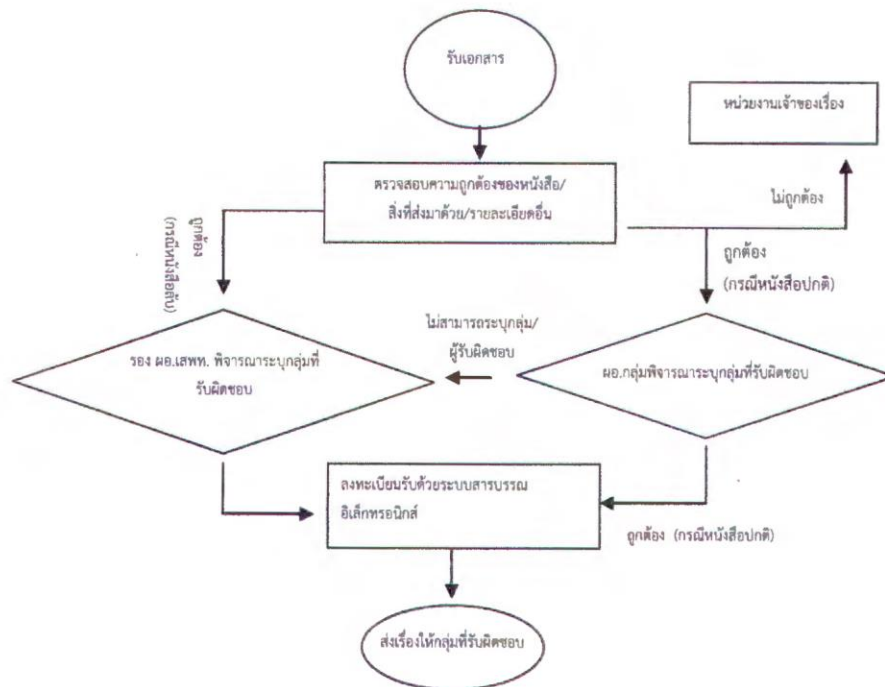 รับเอกสาร
หน่วยงานเจ้าของเรื่อง
ตรวจสอบความถูกต้องของหนังสือ/
สิ่งที่ส่งมาด้วย/รายละเอียดอื่น
ไม่ถูกต้อง
ถูกต้อง
(กรณีหนังสือลับ)
ถูกต้อง
(กรณีหนังสือปกติ)
ไม่สามารถระบุกลุ่ม/
ผู้รับผิดชอบ
รอง ผอ.เสพท. พิจารณาระบุกลุ่มที่
รับผิดชอบ
ผอ.กลุ่มพิจารณาระบุกลุ่มที่รับผิดชอบ
ลงทะเบียนรับด้วยระบบสารบรรณ
อิเล็กทรอนิกส์
ถูกต้อง (กรณีหนังสือปกติ)
ส่งเรื่องให้กลุ่มที่รับผิดชอบ